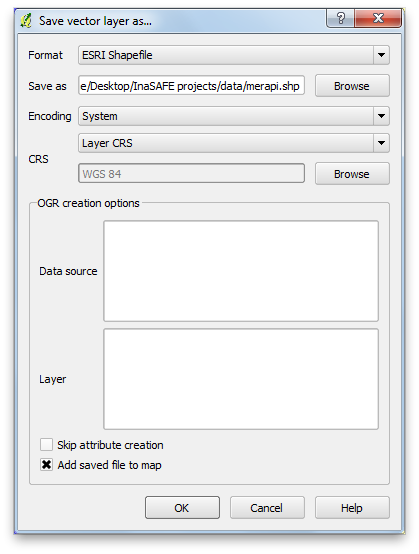 Save vector layer as...
Format ESRI Shapefile
Save as e/Desktop/InaSAFE projects/data/merapi.shp Browse
Encoding System
CRS Layer CRS
WGS 84 Browse
OGR creation options
Data source
Layer
Skip attribute creation
Add saved file to map
OK Cancel Help